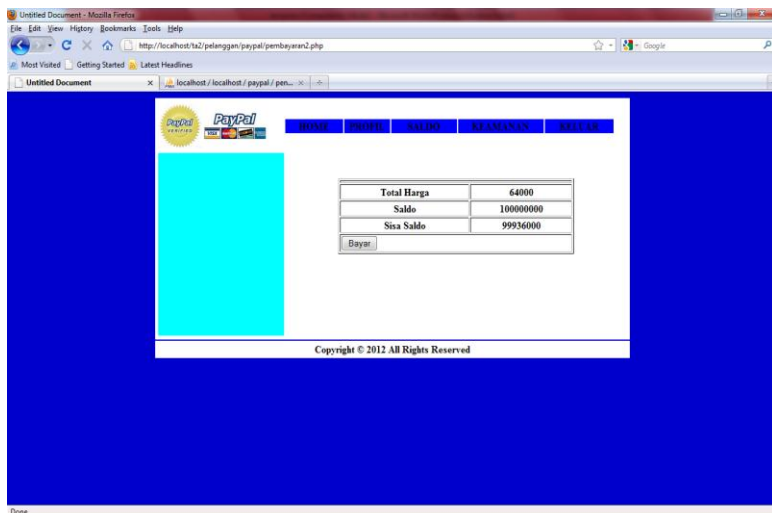 Untitled Document - Mozilla Firefox
File Edit View History Bookmarks Tools Help
http://localhost/ta2/pelanggan/paypal/pembayaran2.php
Google
Most Visited Getting Started Latest Headlines
Untitled Document
localhost / localhost / paypal / pen...
PayPal VERIFIED
PayPal
VISA
HOME PROFIL SALDO KEAMANAN KELUAR
Total Harga 64000
Saldo 100000000
Sisa Saldo 99936000
Bayar
Copyright © 2012 All Rights Reserved
Done